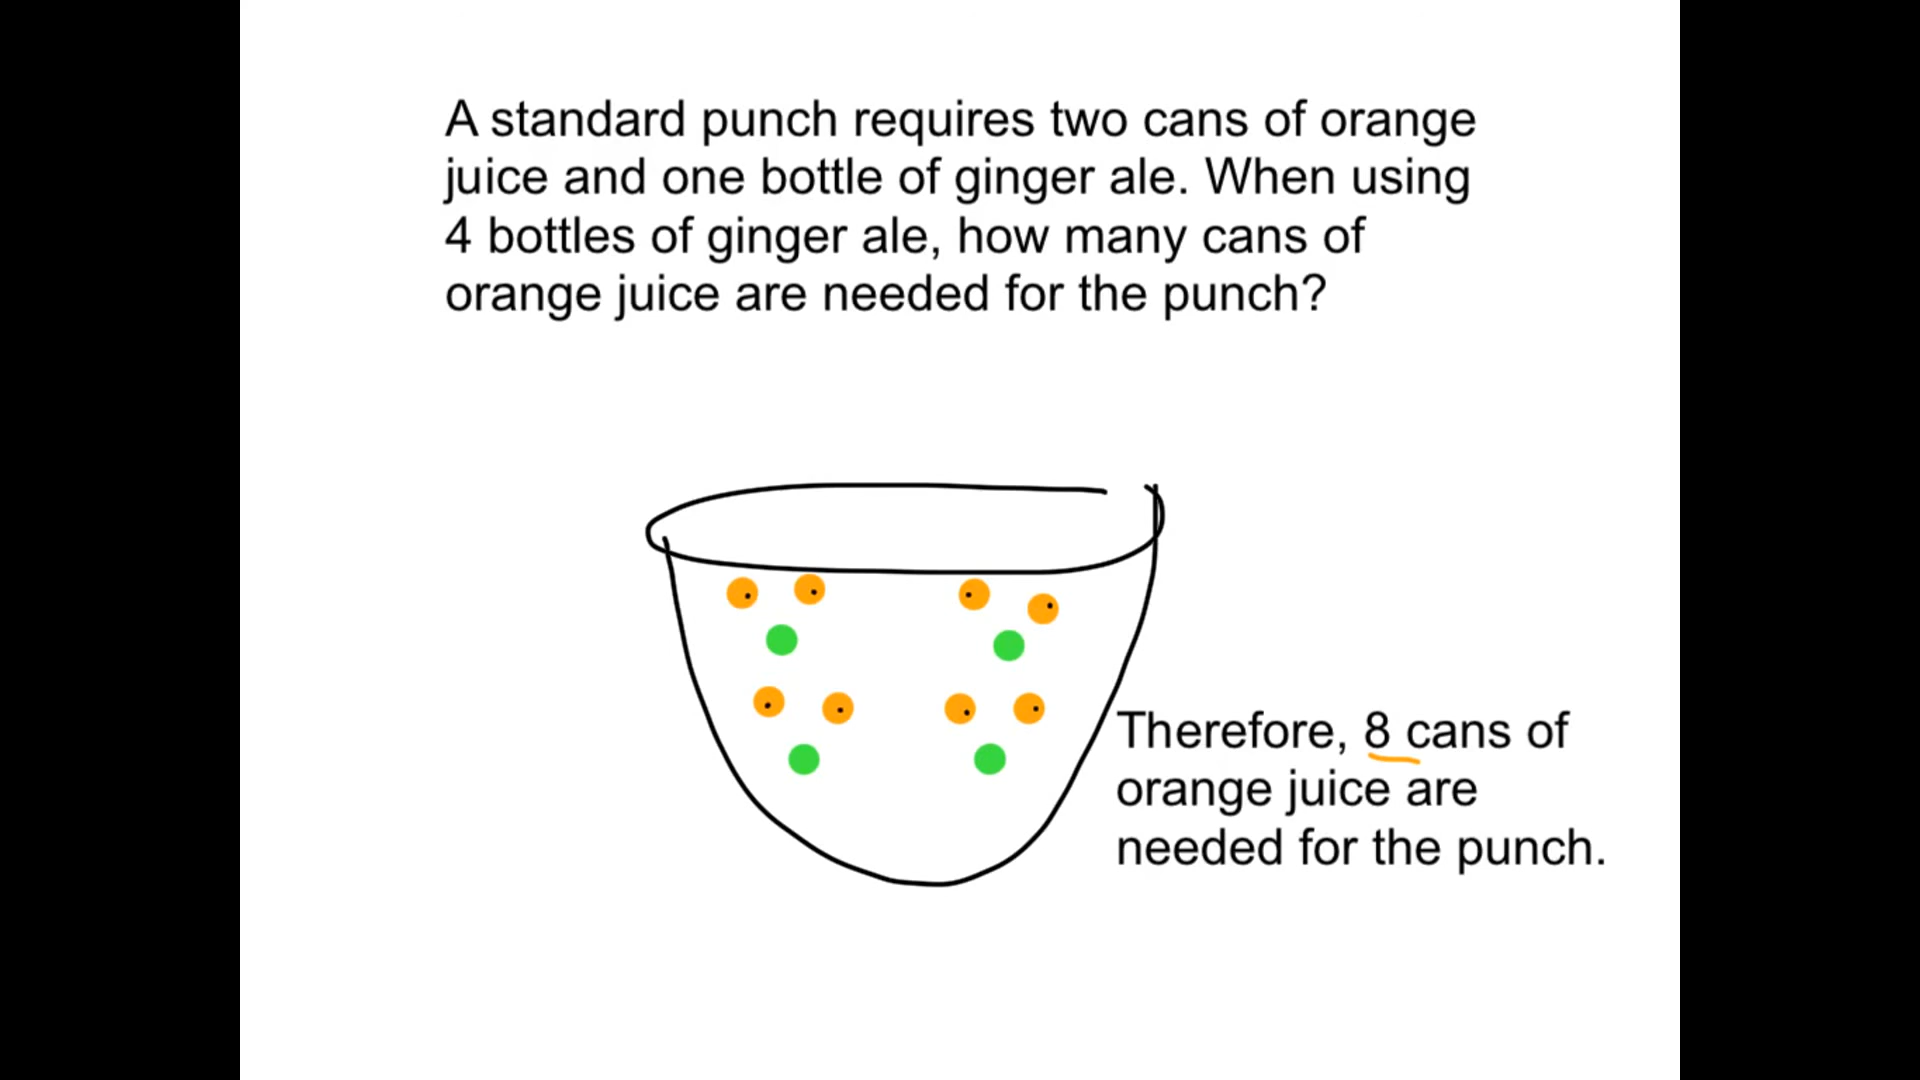 A standard punch requires two cans of orange
juice and one bottle of ginger ale. When using
4 bottles of ginger ale, how many cans of
orange juice are needed for the punch?
Therefore, 8 cans of
orange juice are
needed for the punch.